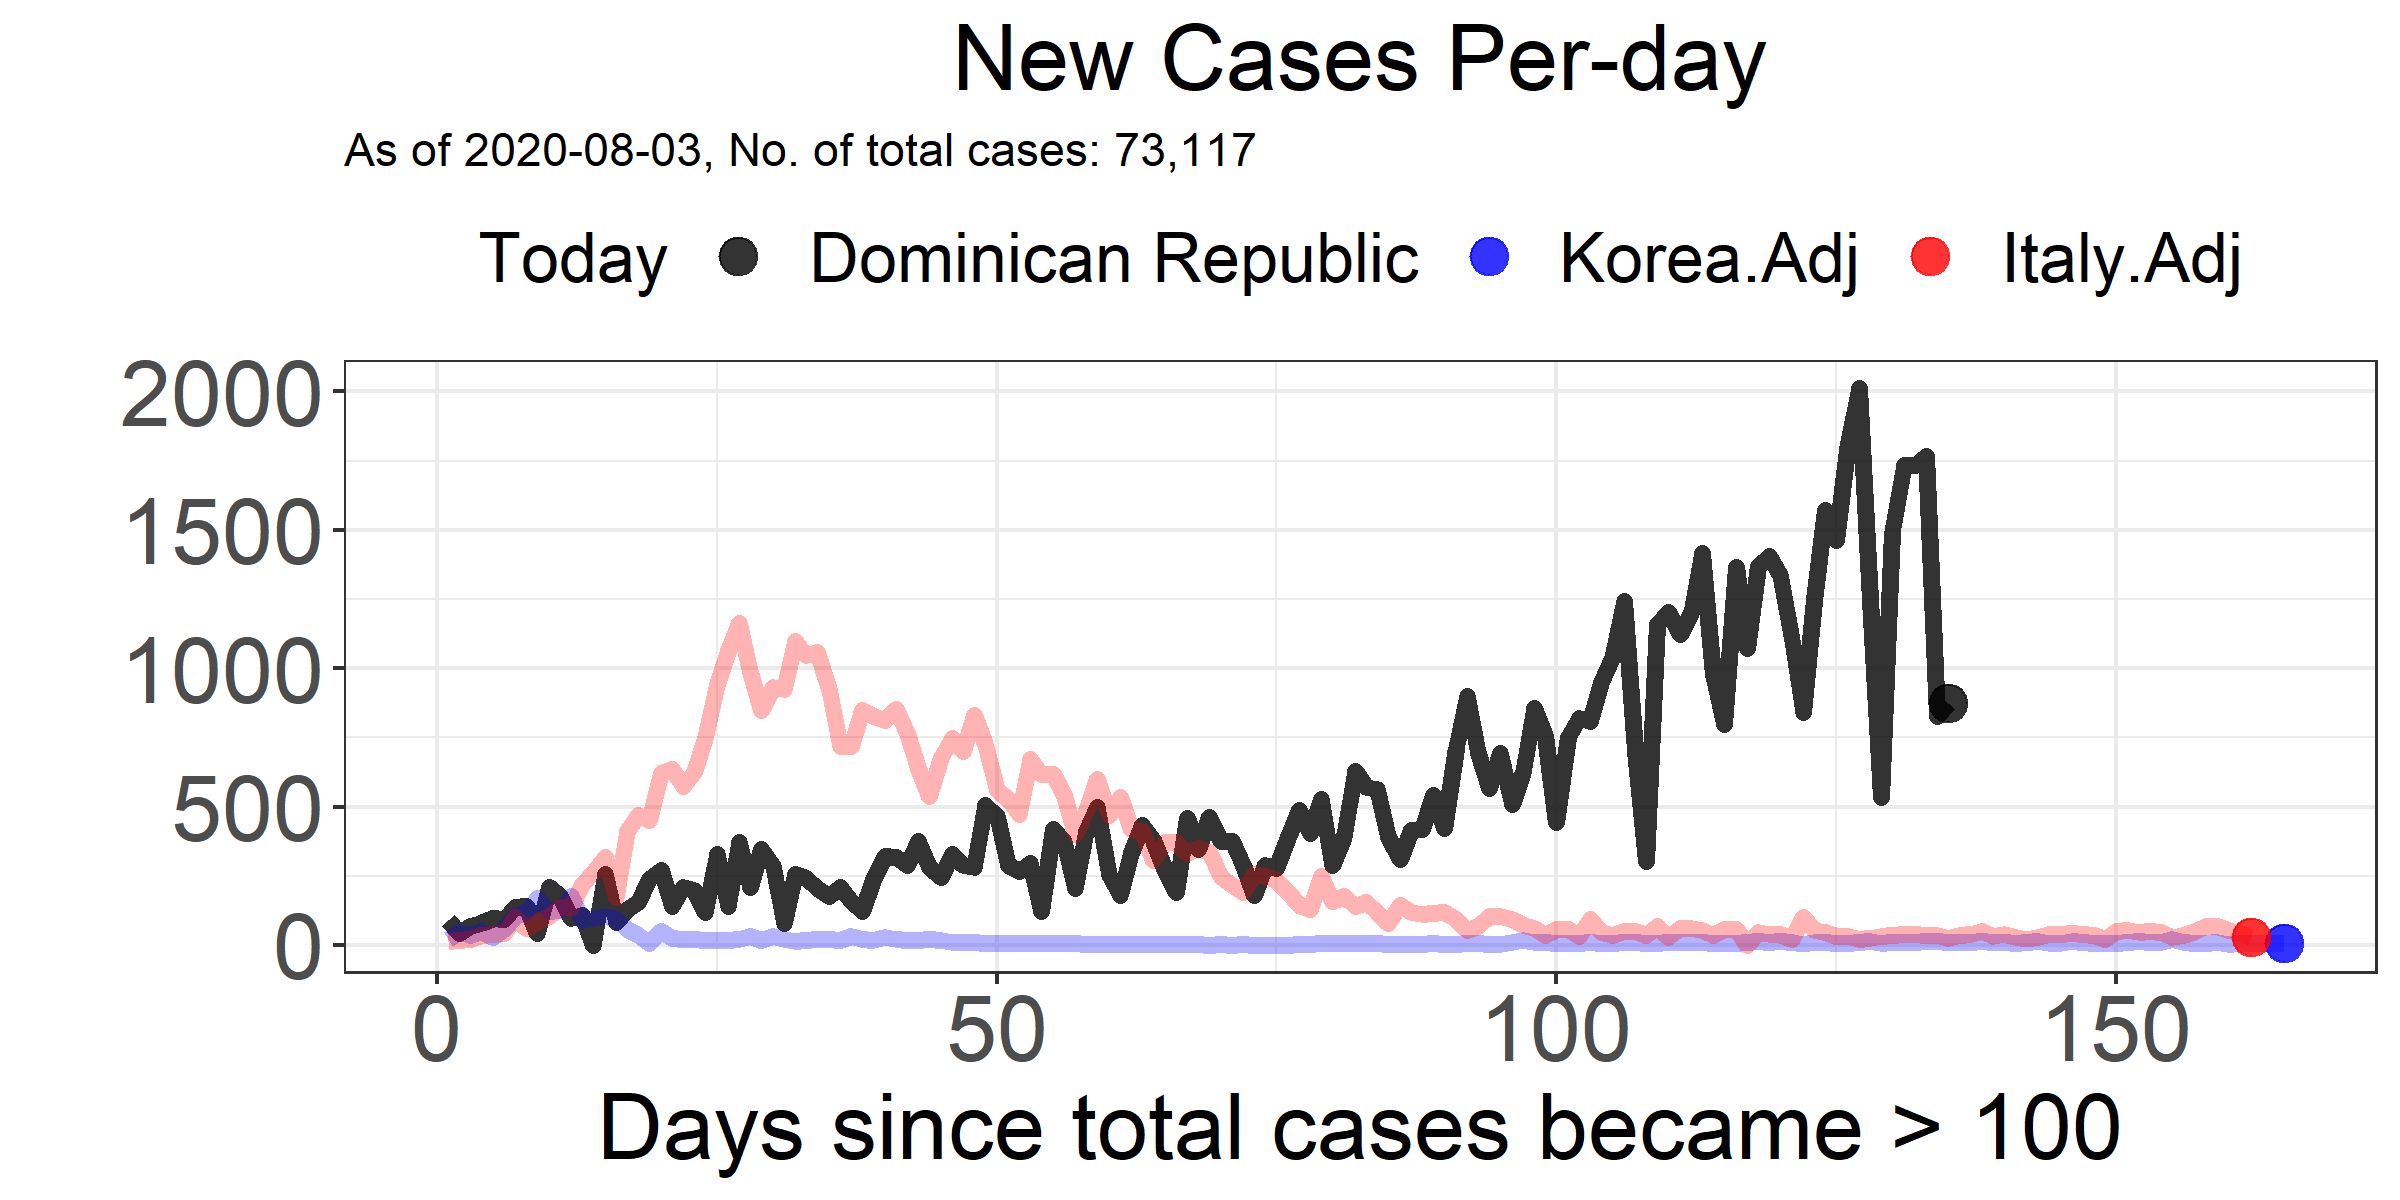 New Cases Per-day
As of 2020-08-03, No. of total cases: 73,117
Today Dominican Republic Korea.Adj Italy.Adj
2000
1500
1000
500
0
0 50 100 150
Days since total cases became > 100